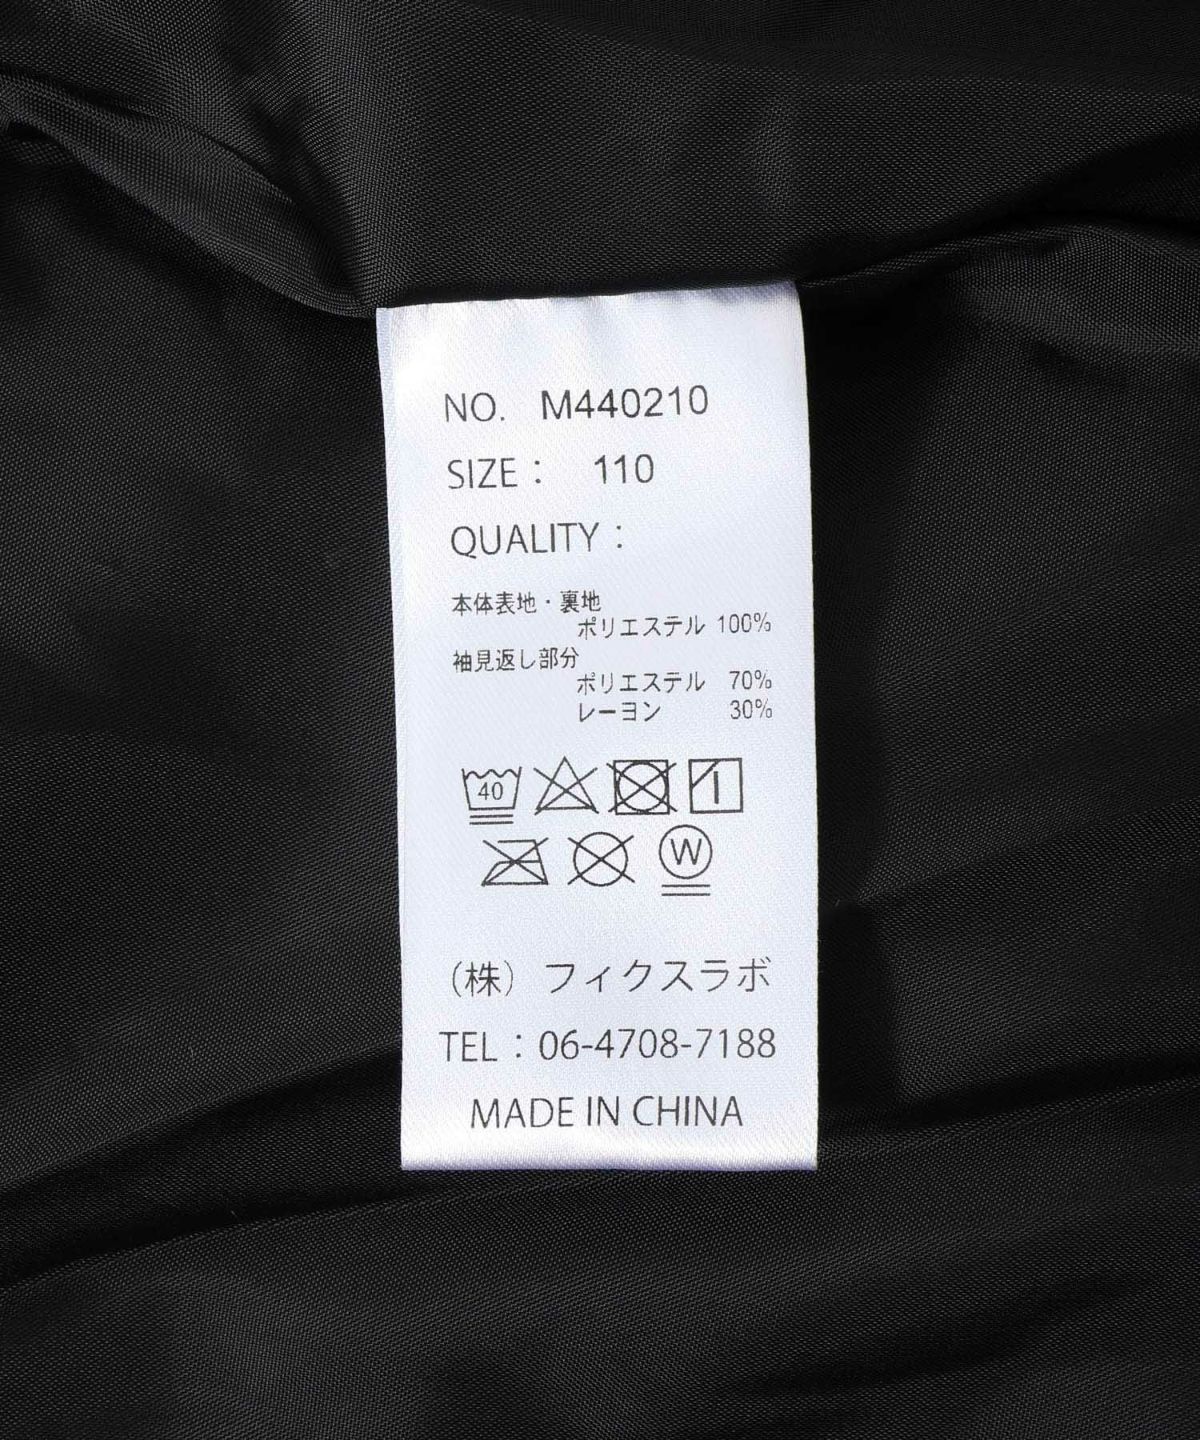 NO. M440210
SIZE： 110
QUALITY：
本体表地・裏地
ポリエステル 100%
袖見返し部分
ポリエステル 70%
レーヨン 30%
40
W
（株）フィクスラボ
TEL：06-4708-7188
MADE IN CHINA